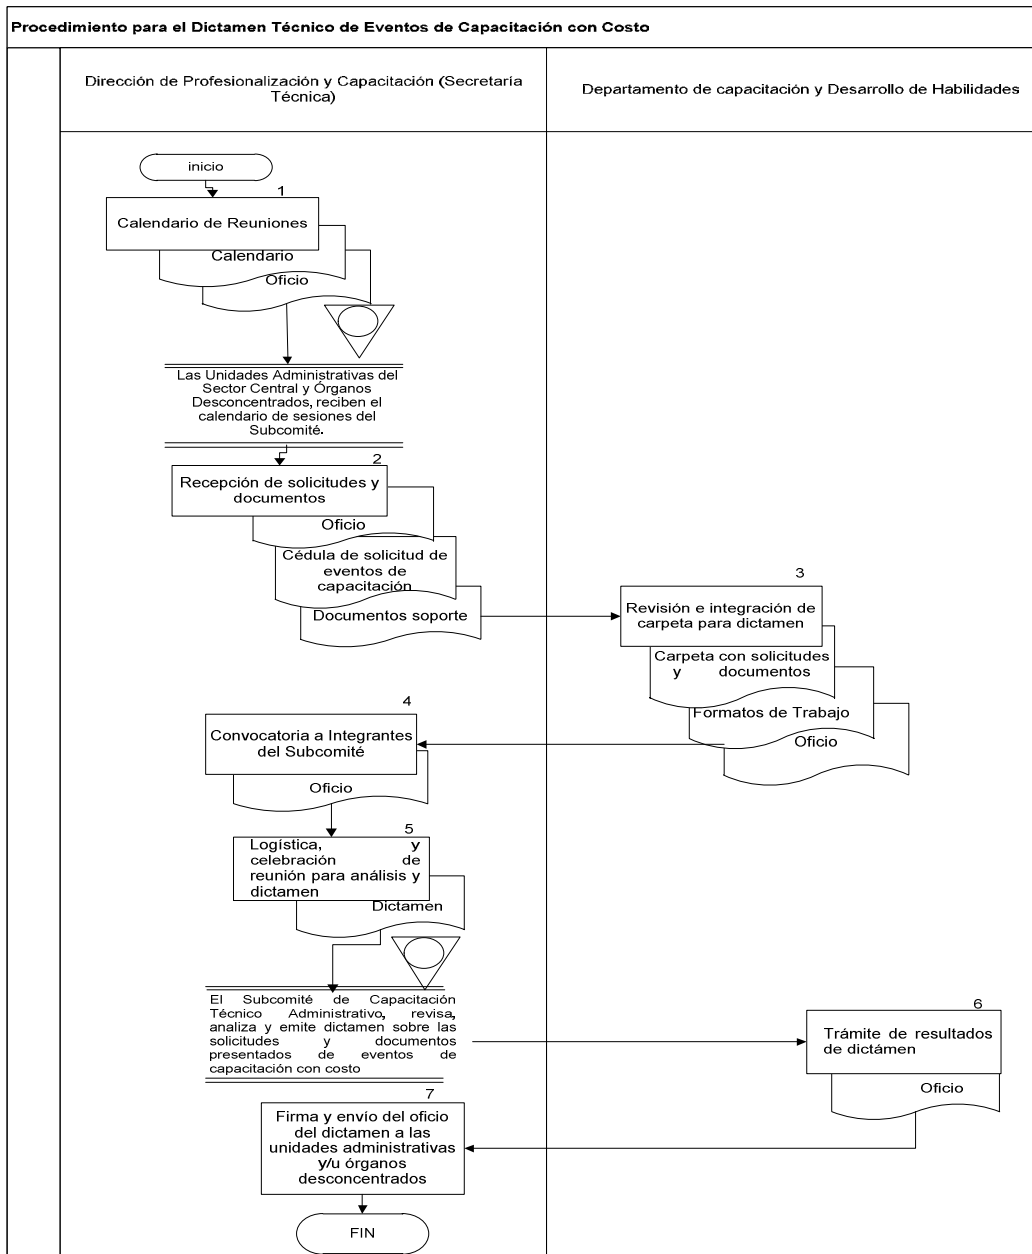 Procedimiento para el Dictamen Técnico de Eventos de Capacitación con Costo
Dirección de Profesionalización y Capacitación (Secretaría
Técnica)
Departamento de capacitación y Desarrollo de Habilidades
inicio
1
Calendario de Reuniones
Calendario
Oficio
Las Unidades Administrativas del
Sector Central y Órganos
Desconcentrados, reciben el
calendario de sesiones del
Subcomité.
2
Recepción de solicitudes y
documentos
Oficio
Cédula de solicitud de
eventos de
capacitación
Documentos soporte
3
Revisión e integración de
carpeta para dictamen
Carpeta con solicitudes
y documentos
Formatos de Trabajo
Oficio
4
Convocatoria a Integrantes
del Subcomité
Oficio
5
Logística, y
celebración de
reunión para análisis y
dictamen
Dictamen
El Subcomité de Capacitación
Técnico Administrativo, revisa,
analiza y emite dictamen sobre las
solicitudes y documentos
presentados de eventos de
capacitación con costo
6
Trámite de resultados
de dictámen
Oficio
7
Firma y envío del oficio
del dictamen a las
unidades administrativas
y/u órganos
desconcentrados
FIN